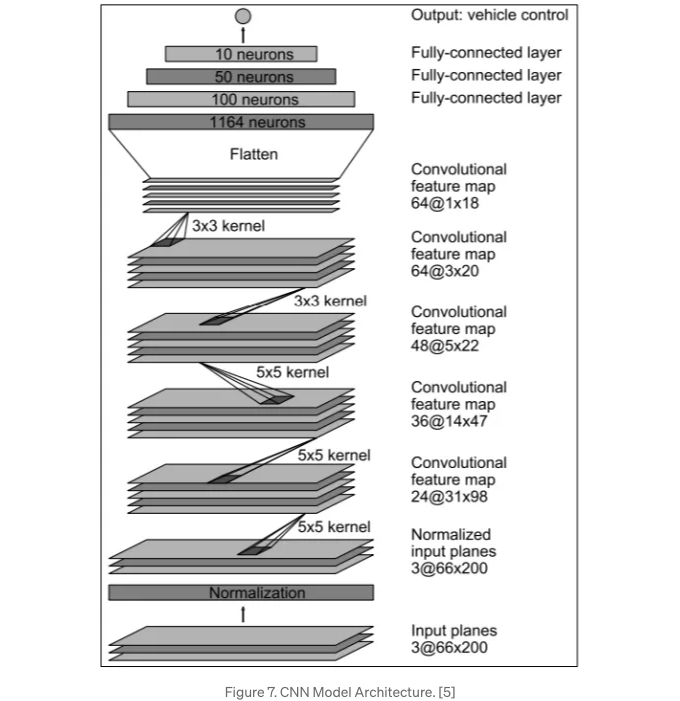 Output: vehicle control
10 neurons
Fully-connected layer
50 neurons
Fully-connected layer
100 neurons
Fully-connected layer
1164 neurons
Flatten
Convolutional
feature map
64@1x18
3x3 kernel
Convolutional
feature map
64@3x20
3x3 kernel
Convolutional
feature map
48@5x22
5x5 kernel
Convolutional
feature map
36@14x47
5x5 kernel
Convolutional
feature map
24@31x98
5x5 kernel
Normalized
input planes
3@66x200
Normalization
Input planes
3@66x200
Figure 7. CNN Model Architecture. [5]